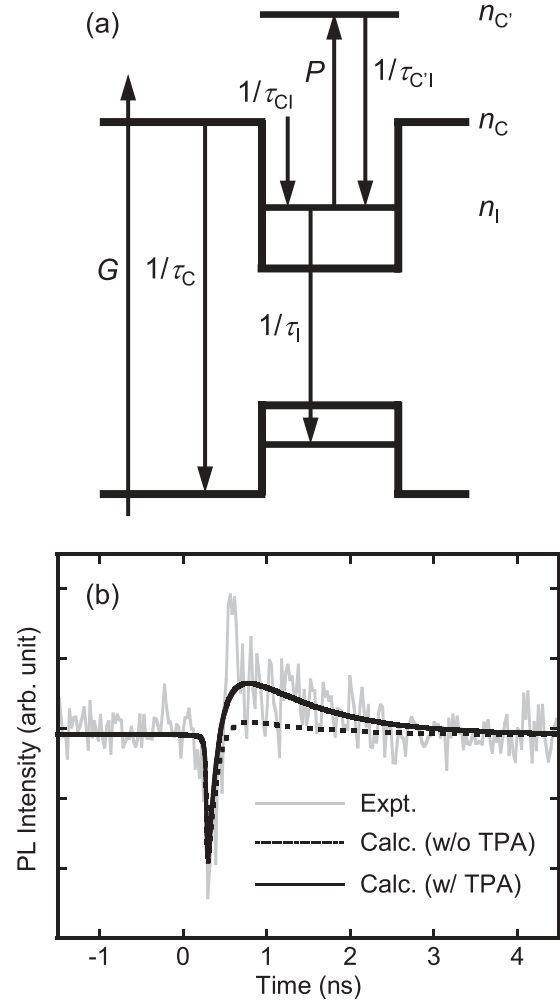 (a)
n_C'
P
1/τ_C'I
1/τ_CI
n_C
n_I
G
1/τ_C
1/τ_I
(b)
PL Intensity (arb. unit)
Expt.
Calc. (w/o TPA)
Calc. (w/ TPA)
-1 0 1 2 3 4
Time (ns)